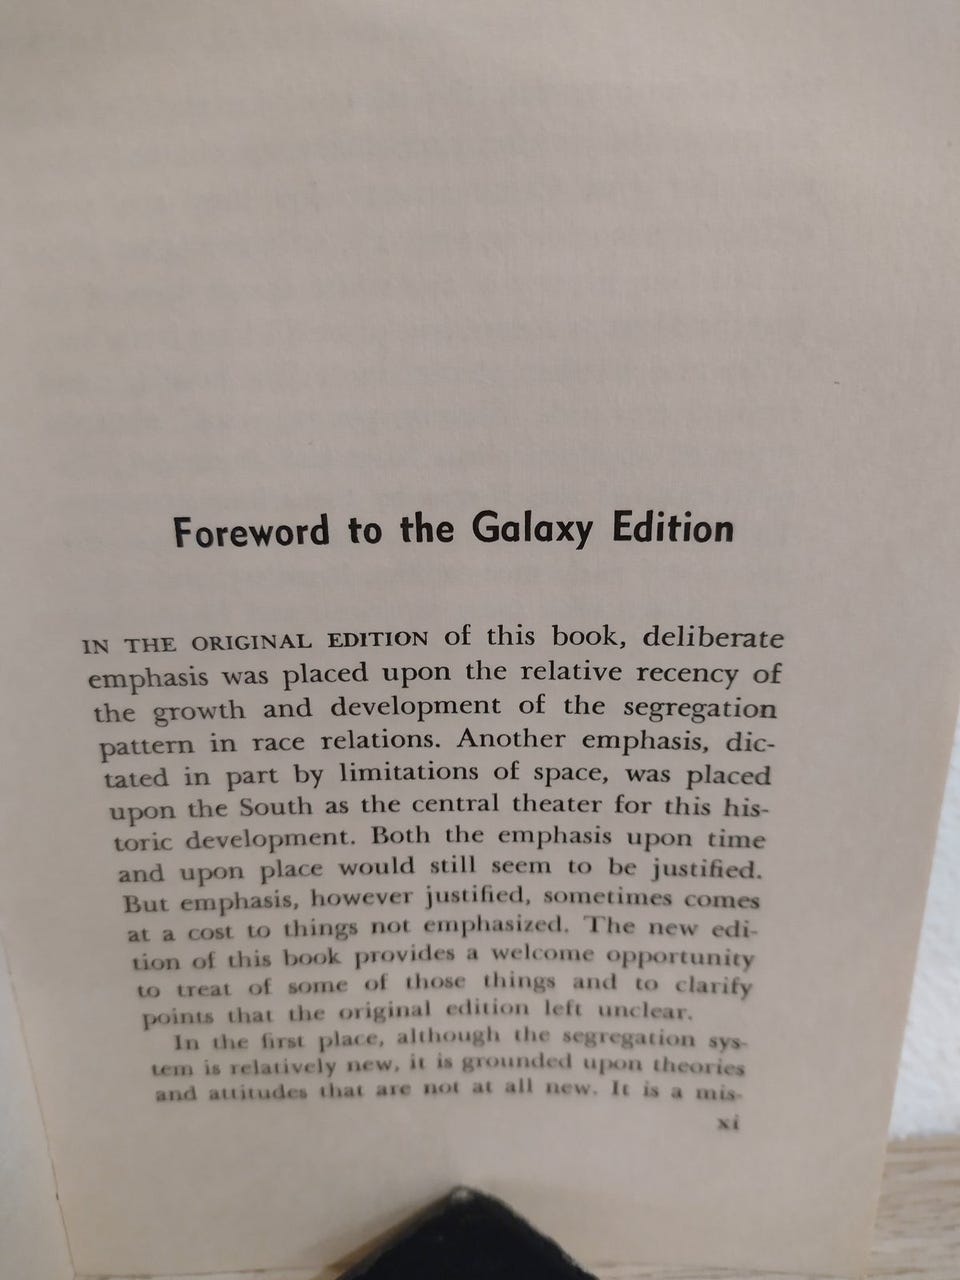 Foreword to the Galaxy Edition
IN THE ORIGINAL EDITION of this book, deliberate
emphasis was placed upon the relative recency of
the growth and development of the segregation
pattern in race relations. Another emphasis, dic-
tated in part by limitations of space, was placed
upon the South as the central theater for this his-
toric development. Both the emphasis upon time
and upon place would still seem to be justified.
But emphasis, however justified, sometimes comes
at a cost to things not emphasized. The new edi-
tion of this book provides a welcome opportunity
to treat of some of those things and to clarify
points that the original edition left unclear.
In the first place, although the segregation sys-
tem is relatively new, it is grounded upon theories
and attitudes that are not at all new. It is a mis-
xi